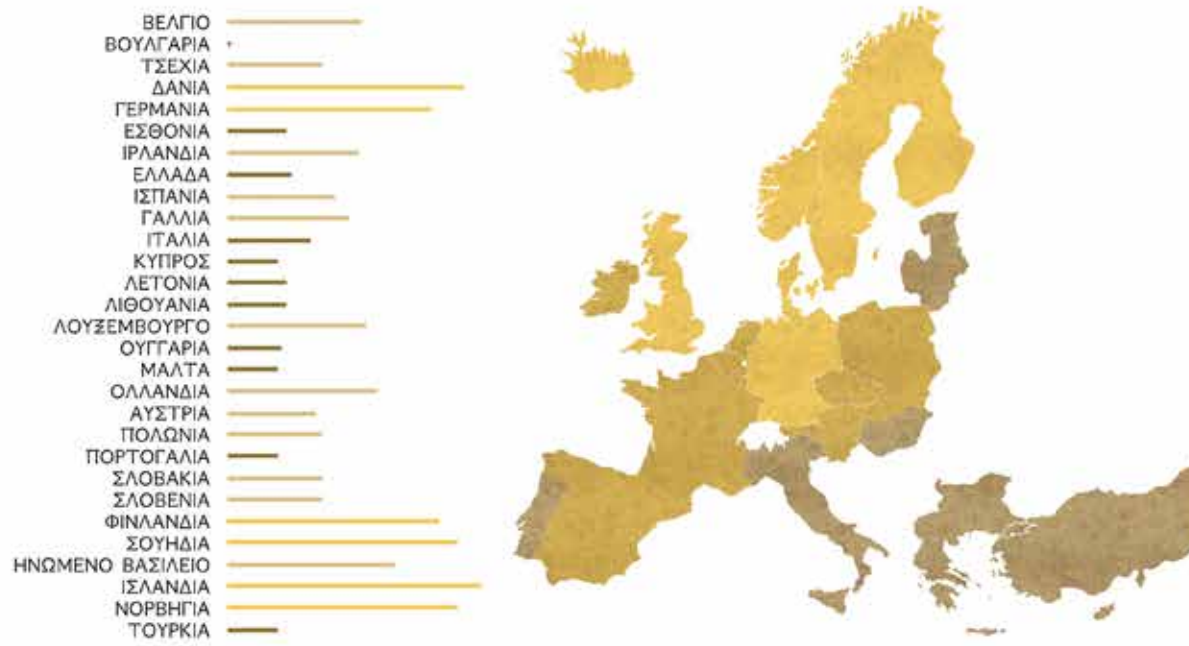 ΒΕΛΓΙΟ
ΒΟΥΛΓΑΡΙΑ
ΤΣΕΧΙΑ
ΔΑΝΙΑ
ΓΕΡΜΑΝΙΑ
ΕΣΘΟΝΙΑ
ΙΡΛΑΝΔΙΑ
ΕΛΛΑΔΑ
ΙΣΠΑΝΙΑ
ΓΑΛΛΙΑ
ΙΤΑΛΙΑ
ΚΥΠΡΟΣ
ΛΕΤΟΝΙΑ
ΛΙΘΟΥΑΝΙΑ
ΛΟΥΞΕΜΒΟΥΡΓΟ
ΟΥΓΓΑΡΙΑ
ΜΑΛΤΑ
ΟΛΛΑΝΔΙΑ
ΑΥΣΤΡΙΑ
ΠΟΛΩΝΙΑ
ΠΟΡΤΟΓΑΛΙΑ
ΣΛΟΒΑΚΙΑ
ΣΛΟΒΕΝΙΑ
ΦΙΝΛΑΝΔΙΑ
ΣΟΥΗΔΙΑ
ΗΝΩΜΕΝΟ ΒΑΣΙΛΕΙΟ
ΙΣΛΑΝΔΙΑ
ΝΟΡΒΗΓΙΑ
ΤΟΥΡΚΙΑ